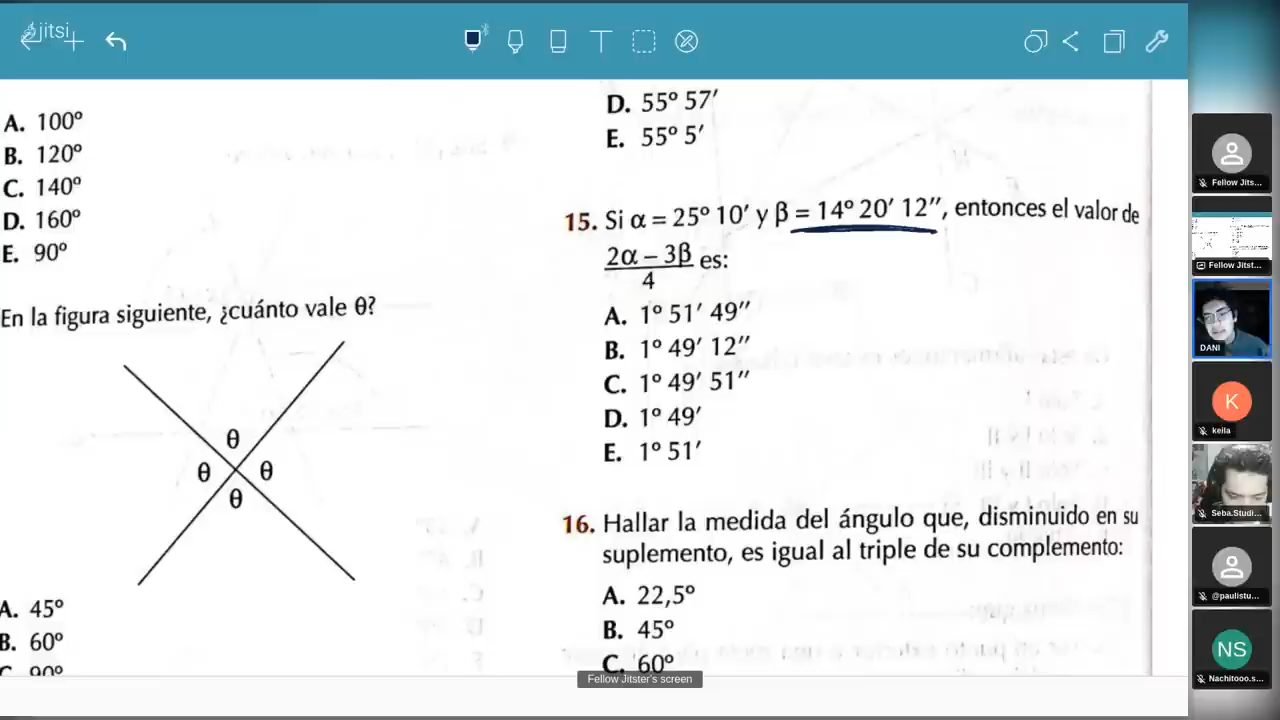 jitsi
A. 100º
B. 120º
C. 140º
D. 160º
E. 90º
En la figura siguiente, ¿cuánto vale θ?
θ
θ θ
θ
A. 45º
B. 60º
C. 90º
D. 55º 57′
E. 55º 5′
15. Si α = 25º 10′ y β = 14º 20′ 12″, entonces el valor de
2α – 3β
4
es:
A. 1º 51′ 49″
B. 1º 49′ 12″
C. 1º 49′ 51″
D. 1º 49′
E. 1º 51′
16. Hallar la medida del ángulo que, disminuido en su
suplemento, es igual al triple de su complemento:
A. 22,5º
B. 45º
C. 60º
Fellow Jitster's screen
Fellow Jits...
Fellow Jitst...
DANI
K
keila
Seba.Studi...
@paulistu...
NS
Nachitooo.s...